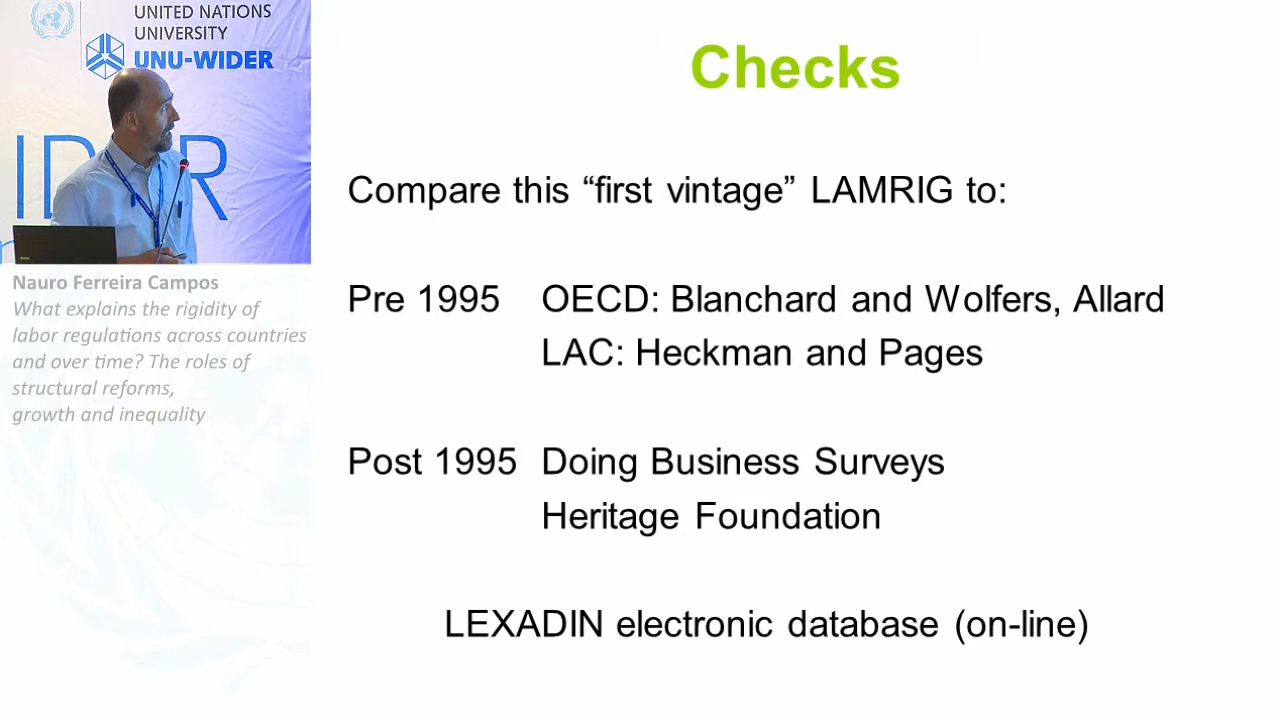 UNITED NATIONS
UNIVERSITY
UNU-WIDER
Nauro Ferreira Campos
What explains the rigidity of
labor regulations across countries
and over time? The roles of
structural reforms,
growth and inequality
Checks
Compare this “first vintage” LAMRIG to:
Pre 1995 OECD: Blanchard and Wolfers, Allard
LAC: Heckman and Pages
Post 1995 Doing Business Surveys
Heritage Foundation
LEXADIN electronic database (on-line)